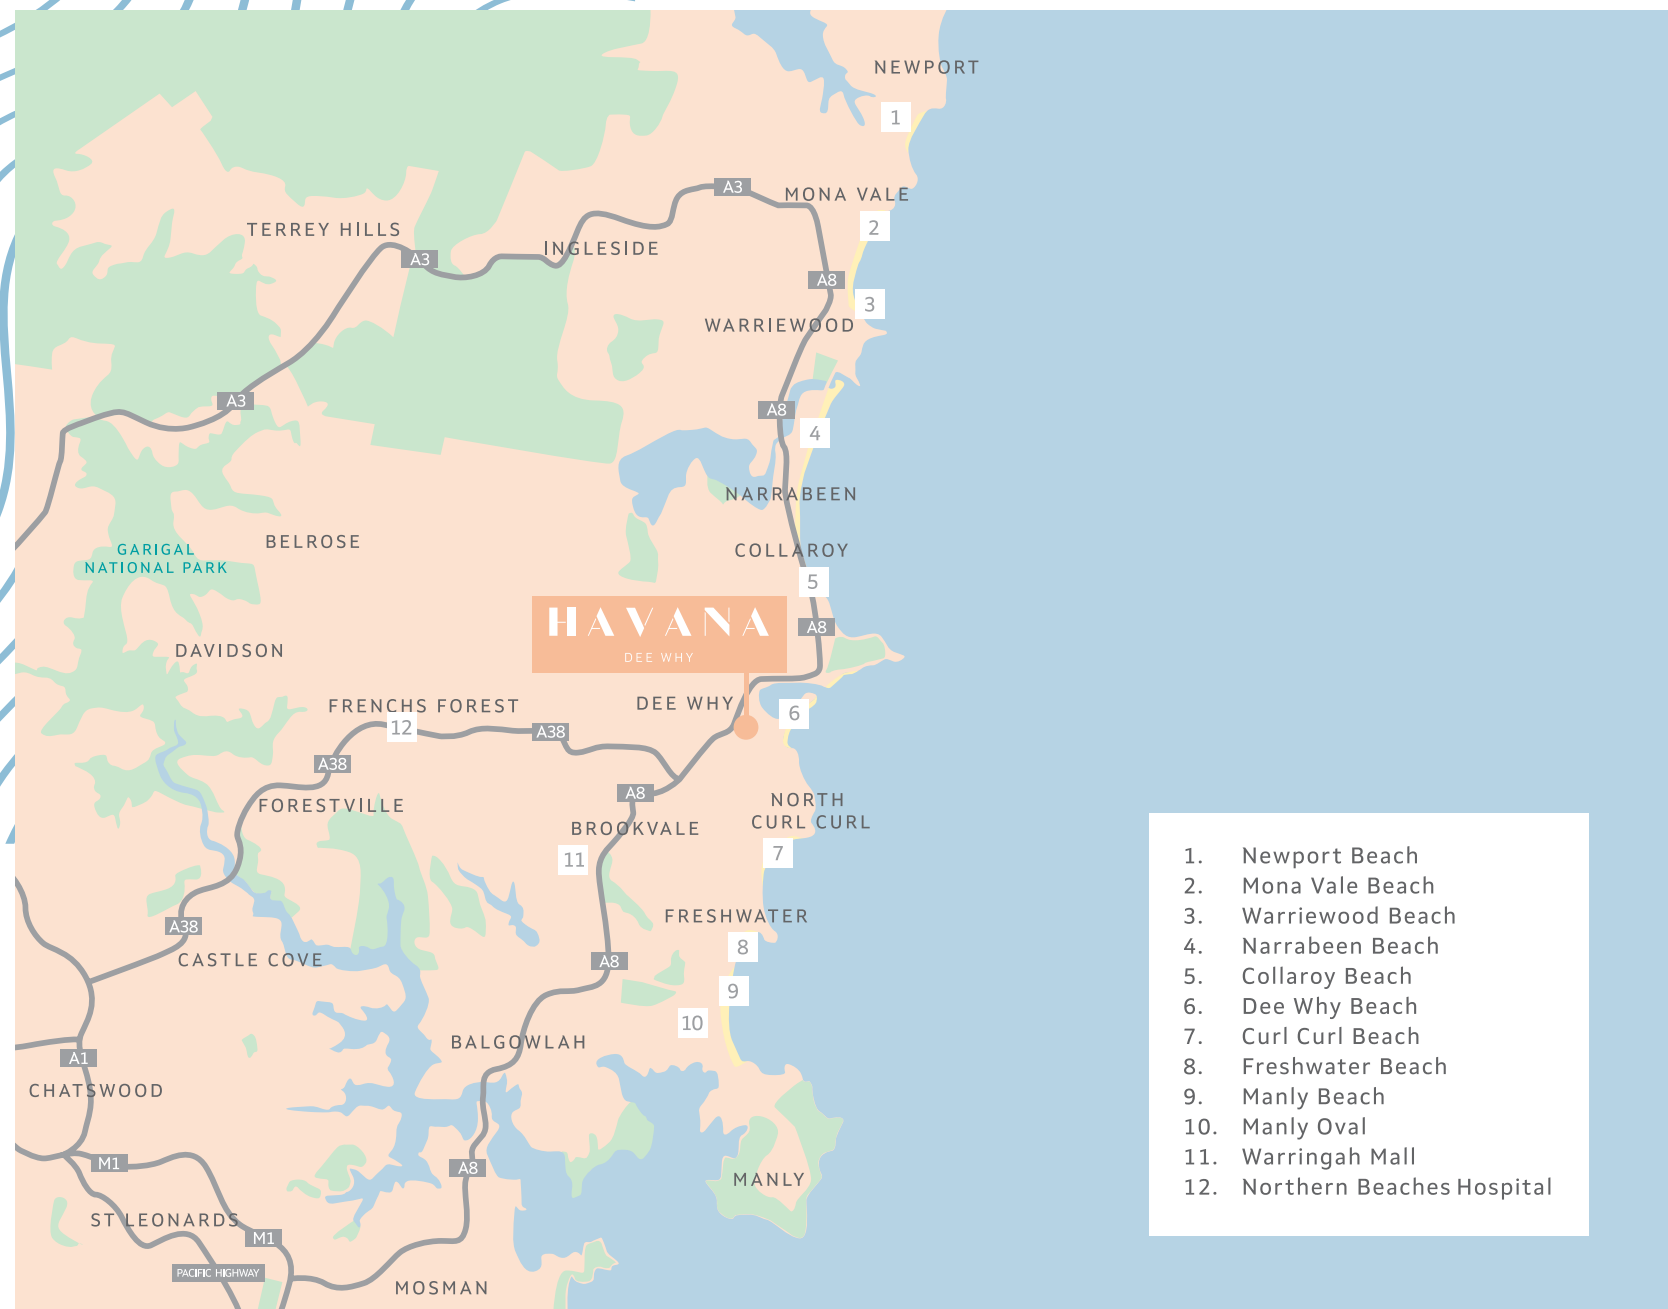 NEWPORT
1
A3
MONA VALE
2
TERREY HILLS
A3
INGLESIDE
A8
3
WARRIEWOOD
A3
A8
4
NARRABEEN
BELROSE
GARIGAL
NATIONAL PARK
COLLAROY
5
HAVANA
DEE WHY
A8
DAVIDSON
FRENCHS FOREST
DEE WHY
12
A38
6
A38
FORESTVILLE
A8
NORTH
CURL CURL
BROOKVALE
11
7
A38
FRESHWATER
CASTLE COVE
A8
8
9
10
BALGOWLAH
A1
CHATSWOOD
M1
A8
MANLY
ST LEONARDS
M1
PACIFIC HIGHWAY
MOSMAN
1. Newport Beach
2. Mona Vale Beach
3. Warriewood Beach
4. Narrabeen Beach
5. Collaroy Beach
6. Dee Why Beach
7. Curl Curl Beach
8. Freshwater Beach
9. Manly Beach
10. Manly Oval
11. Warringah Mall
12. Northern Beaches Hospital